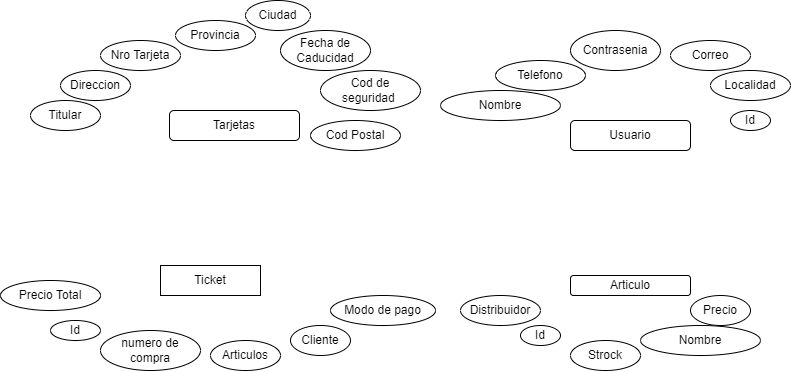 Ciudad
Provincia
Nro Tarjeta
Fecha de
Caducidad
Direccion
Cod de
seguridad
Titular
Tarjetas
Cod Postal
Contrasenia
Correo
Telefono
Localidad
Nombre
Id
Usuario
Ticket
Precio Total
Id
numero de
compra
Articulos
Cliente
Modo de pago
Articulo
Distribuidor
Precio
Id
Nombre
Strock